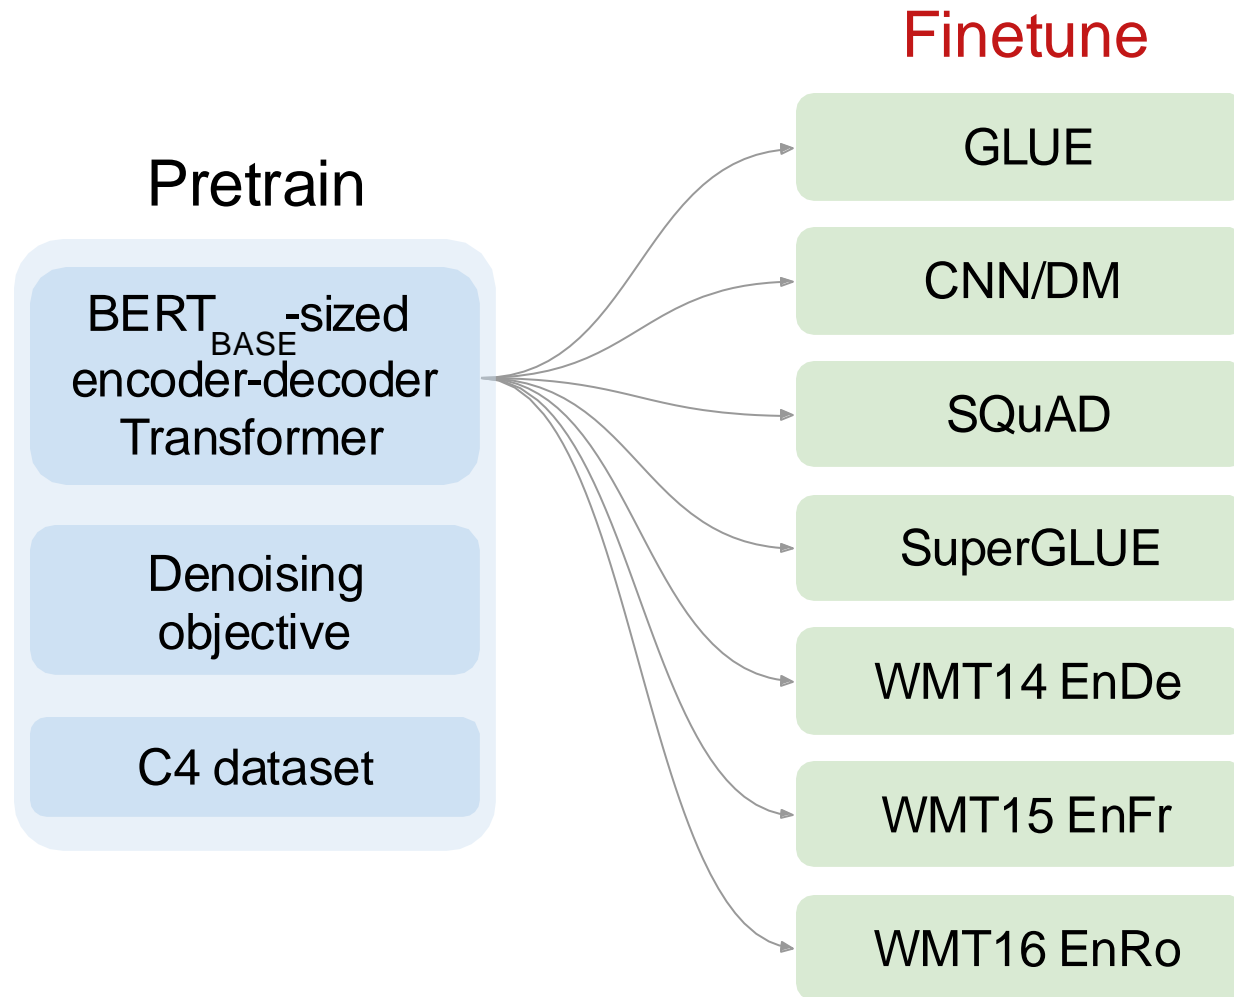 Pretrain
BERT_BASE-sized
encoder-decoder
Transformer
Denoising
objective
C4 dataset
Finetune
GLUE
CNN/DM
SQuAD
SuperGLUE
WMT14 EnDe
WMT15 EnFr
WMT16 EnRo